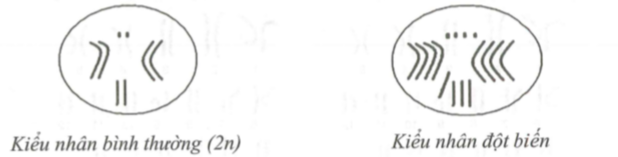 Kiểu nhân bình thường (2n)
Kiểu nhân đột biến